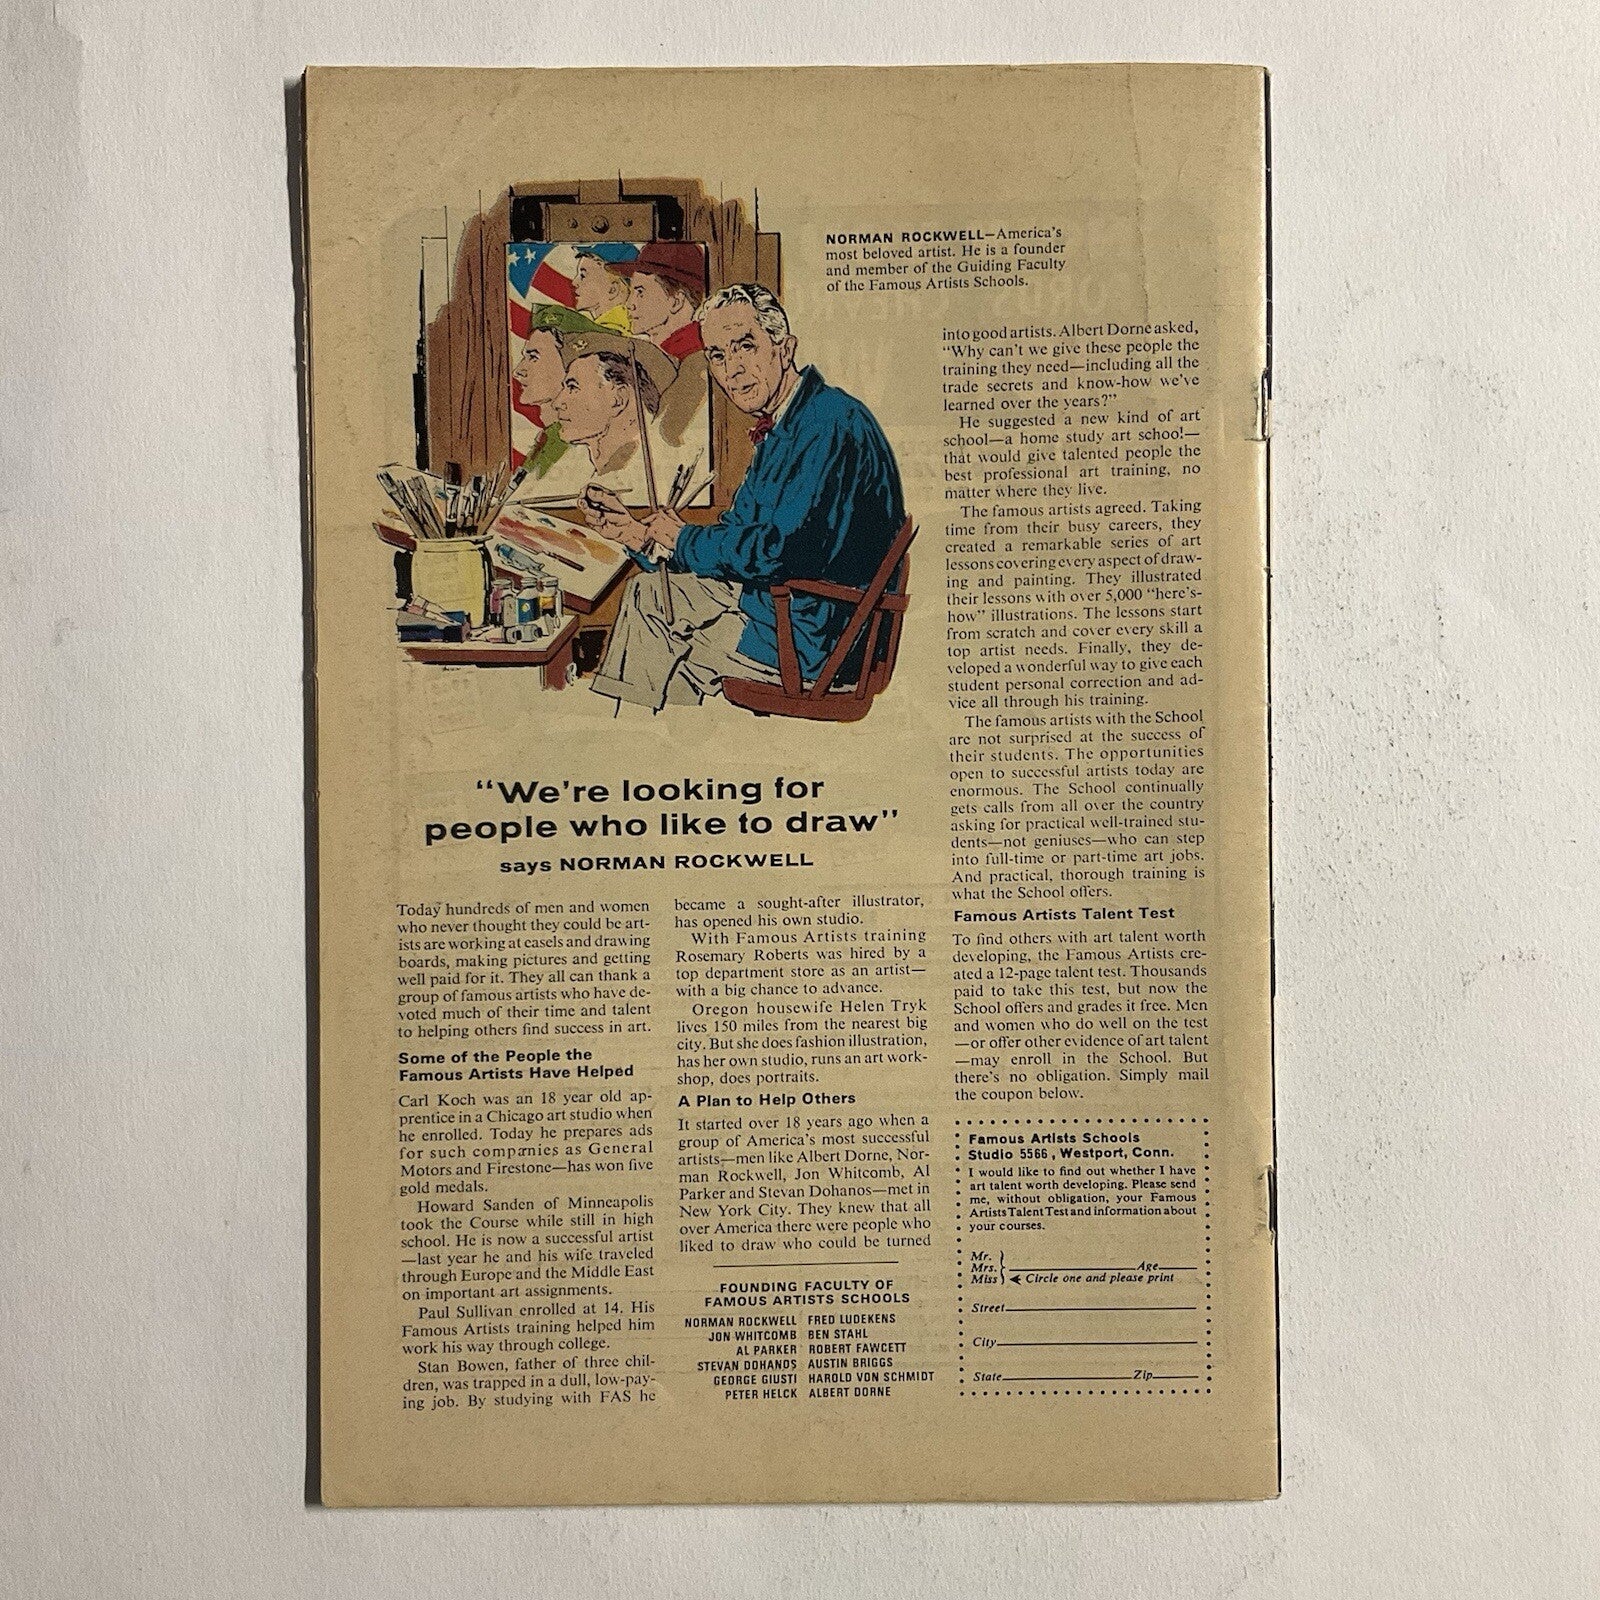 NORMAN ROCKWELL—America's
most beloved artist. He is a founder
and member of the Guiding Faculty
of the Famous Artists Schools.
"We're looking for
people who like to draw"
says NORMAN ROCKWELL
Today hundreds of men and women
who never thought they could be art-
ists are working at easels and drawing
boards, making pictures and getting
well paid for it. They all can thank a
group of famous artists who have de-
voted much of their time and talent
to helping others find success in art.
Some of the People the
Famous Artists Have Helped
Carl Koch was an 18 year old ap-
prentice in a Chicago art studio when
he enrolled. Today he prepares ads
for such companies as General
Motors and Firestone—has won five
gold medals.
Howard Sanden of Minneapolis
took the Course while still in high
school. He is now a successful artist
—last year he and his wife traveled
through Europe and the Middle East
on important art assignments.
Paul Sullivan enrolled at 14. His
Famous Artists training helped him
work his way through college.
Stan Bowen, father of three chil-
dren, was trapped in a dull, low-pay-
ing job. By studying with FAS he
became a sought-after illustrator,
has opened his own studio.
With Famous Artists training
Rosemary Roberts was hired by a
top department store as an artist—
with a big chance to advance.
Oregon housewife Helen Tryk
lives 150 miles from the nearest big
city. But she does fashion illustration,
has her own studio, runs an art work-
shop, does portraits.
A Plan to Help Others
It started over 18 years ago when a
group of America's most successful
artists—men like Albert Dorne, Nor-
man Rockwell, Jon Whitcomb, Al
Parker and Stevan Dohanos—met in
New York City. They knew that all
over America there were people who
liked to draw who could be turned
FOUNDING FACULTY OF
FAMOUS ARTISTS SCHOOLS
NORMAN ROCKWELL FRED LUDEKENS
JON WHITCOMB BEN STAHL
AL PARKER ROBERT FAWCETT
STEVAN DOHANOS AUSTIN BRIGGS
GEORGE GIUSTI HAROLD VON SCHMIDT
PETER HELCK ALBERT DORNE
into good artists. Albert Dorne asked,
"Why can't we give these people the
training they need—including all the
trade secrets and know-how we've
learned over the years?"
He suggested a new kind of art
school—a home study art school—
that would give talented people the
best professional art training, no
matter where they live.
The famous artists agreed. Taking
time from their busy careers, they
created a remarkable series of art
lessons covering every aspect of draw-
ing and painting. They illustrated
their lessons with over 5,000 "here's-
how" illustrations. The lessons start
from scratch and cover every skill a
top artist needs. Finally, they de-
veloped a wonderful way to give each
student personal correction and ad-
vice all through his training.
The famous artists with the School
are not surprised at the success of
their students. The opportunities
open to successful artists today are
enormous. The School continually
gets calls from all over the country
asking for practical well-trained stu-
dents—not geniuses—who can step
into full-time or part-time art jobs.
And practical, thorough training is
what the School offers.
Famous Artists Talent Test
To find others with art talent worth
developing, the Famous Artists cre-
ated a 12-page talent test. Thousands
paid to take this test, but now the
School offers and grades it free. Men
and women who do well on the test
—or offer other evidence of art talent
—may enroll in the School. But
there's no obligation. Simply mail
the coupon below.
Famous Artists Schools
Studio 5566, Westport, Conn.
I would like to find out whether I have
art talent worth developing. Please send
me, without obligation, your Famous
Artists Talent Test and information about
your courses.
Mr.
Mrs. Age
Miss Circle one and please print
Street
City
State Zip